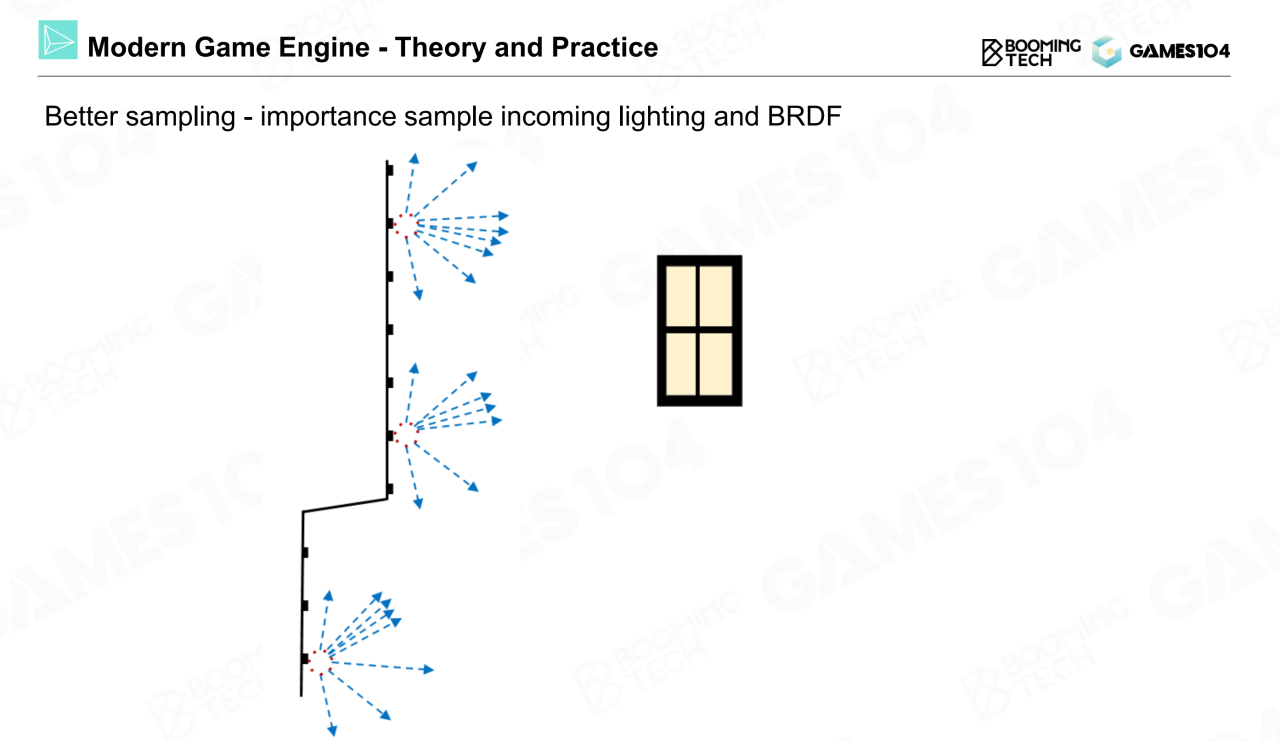 Modern Game Engine - Theory and Practice
BOOMING
TECH
GAMES104
Better sampling - importance sample incoming lighting and BRDF